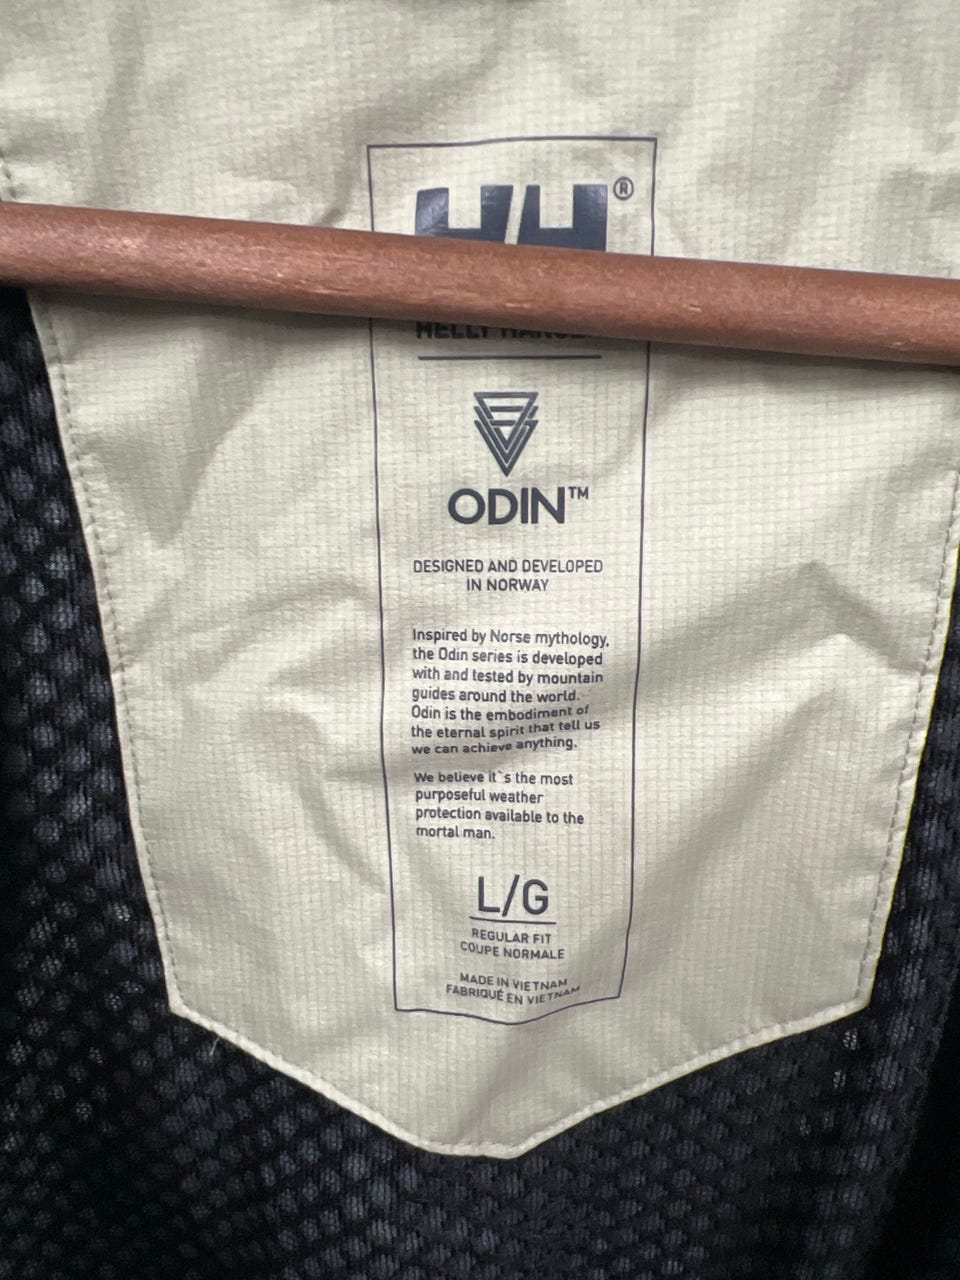 HH®
HELLY HANSEN
ODIN™
DESIGNED AND DEVELOPED
IN NORWAY
Inspired by Norse mythology,
the Odin series is developed
with and tested by mountain
guides around the world.
Odin is the embodiment of
the eternal spirit that tell us
we can achieve anything.
We believe it`s the most
purposeful weather
protection available to the
mortal man.
L/G
REGULAR FIT
COUPE NORMALE
MADE IN VIETNAM
FABRIQUÉ EN VIETNAM